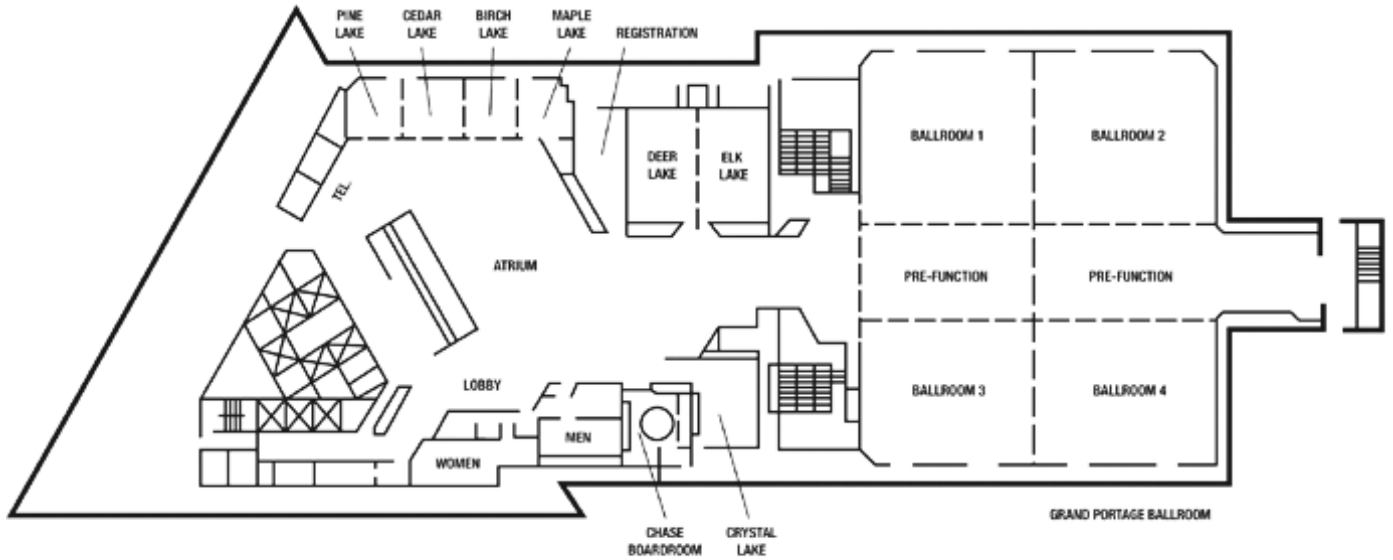 PINE
LAKE
CEDAR
LAKE
BIRCH
LAKE
MAPLE
LAKE
REGISTRATION
BALLROOM 1
BALLROOM 2
DEER
LAKE
ELK
LAKE
TEL.
ATRIUM
PRE-FUNCTION
PRE-FUNCTION
LOBBY
BALLROOM 3
BALLROOM 4
MEN
WOMEN
GRAND PORTAGE BALLROOM
CHASE
BOARDROOM
CRYSTAL
LAKE